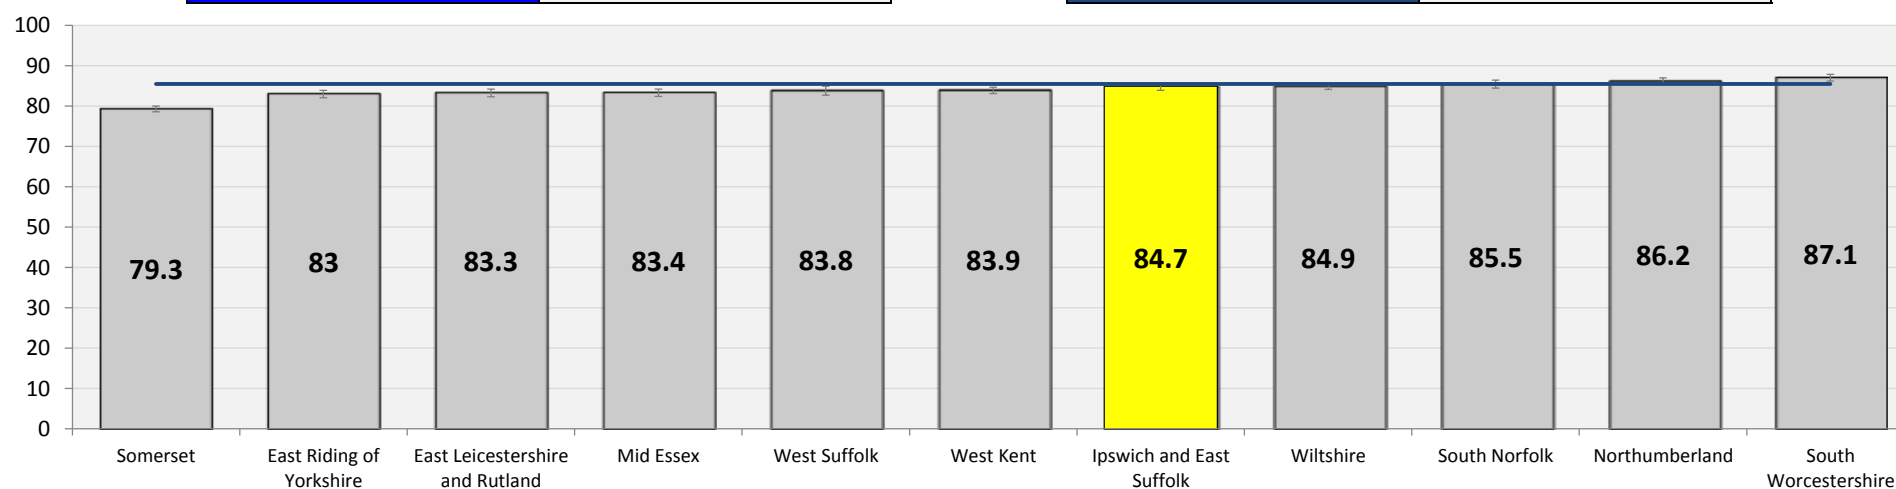 100
90
80
70
60
50
40
30
20
10
0
79.3
83
83.3
83.4
83.8
83.9
84.7
84.9
85.5
86.2
87.1
Somerset
East Riding of
Yorkshire
East Leicestershire
and Rutland
Mid Essex
West Suffolk
West Kent
Ipswich and East
Suffolk
Wiltshire
South Norfolk
Northumberland
South
Worcestershire